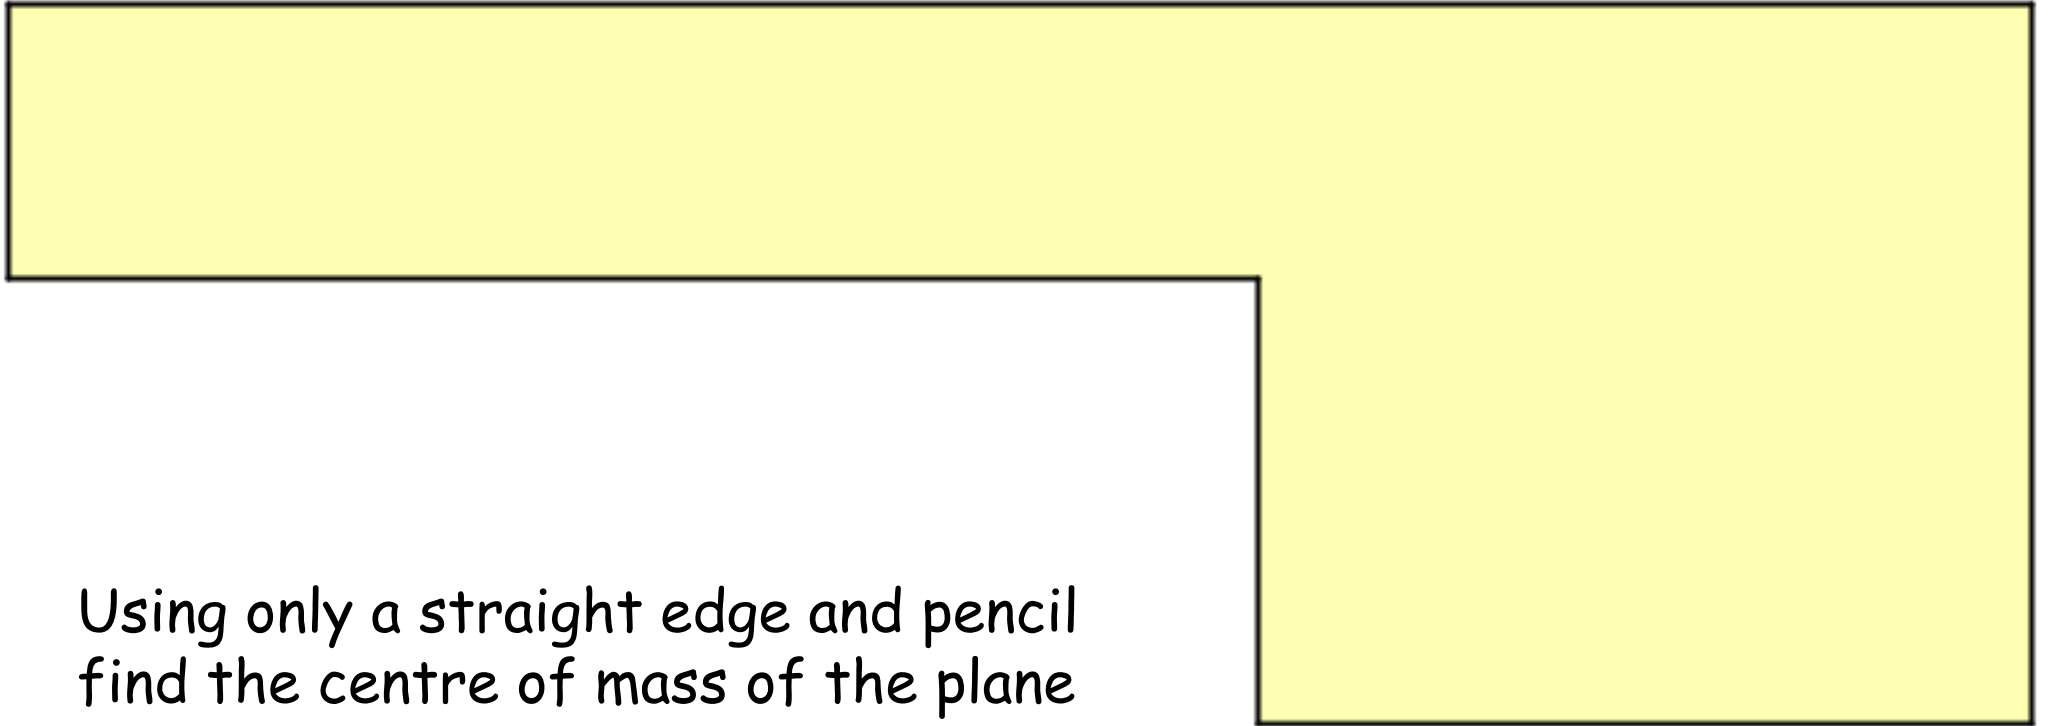 Using only a straight edge and pencil
find the centre of mass of the plane